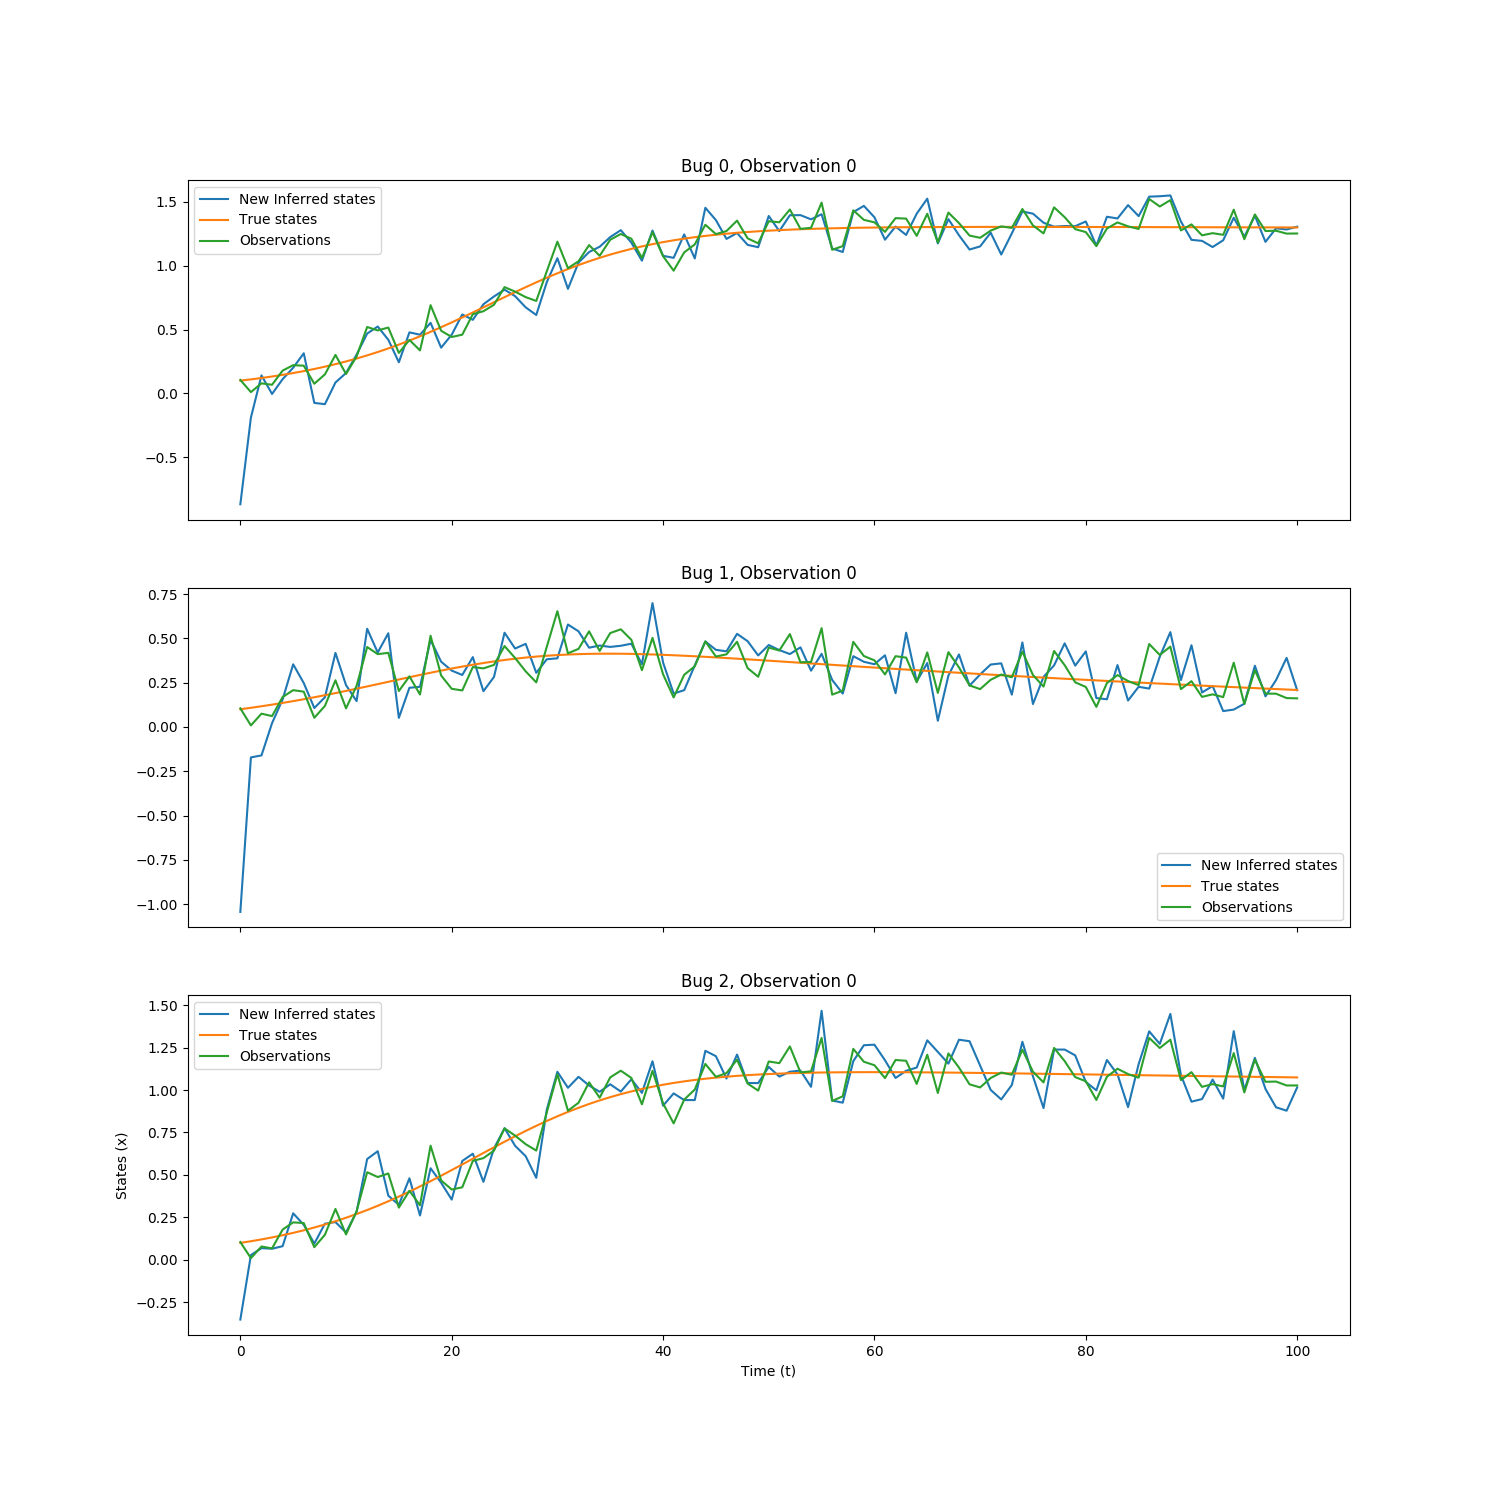 Bug 0, Observation 0
New Inferred states
True states
Observations
1.5
1.0
0.5
0.0
−0.5
Bug 1, Observation 0
0.75
0.50
0.25
0.00
−0.25
−0.50
−0.75
−1.00
New Inferred states
True states
Observations
Bug 2, Observation 0
New Inferred states
True states
Observations
1.50
1.25
1.00
0.75
0.50
0.25
0.00
−0.25
States (x)
0 20 40 60 80 100
Time (t)